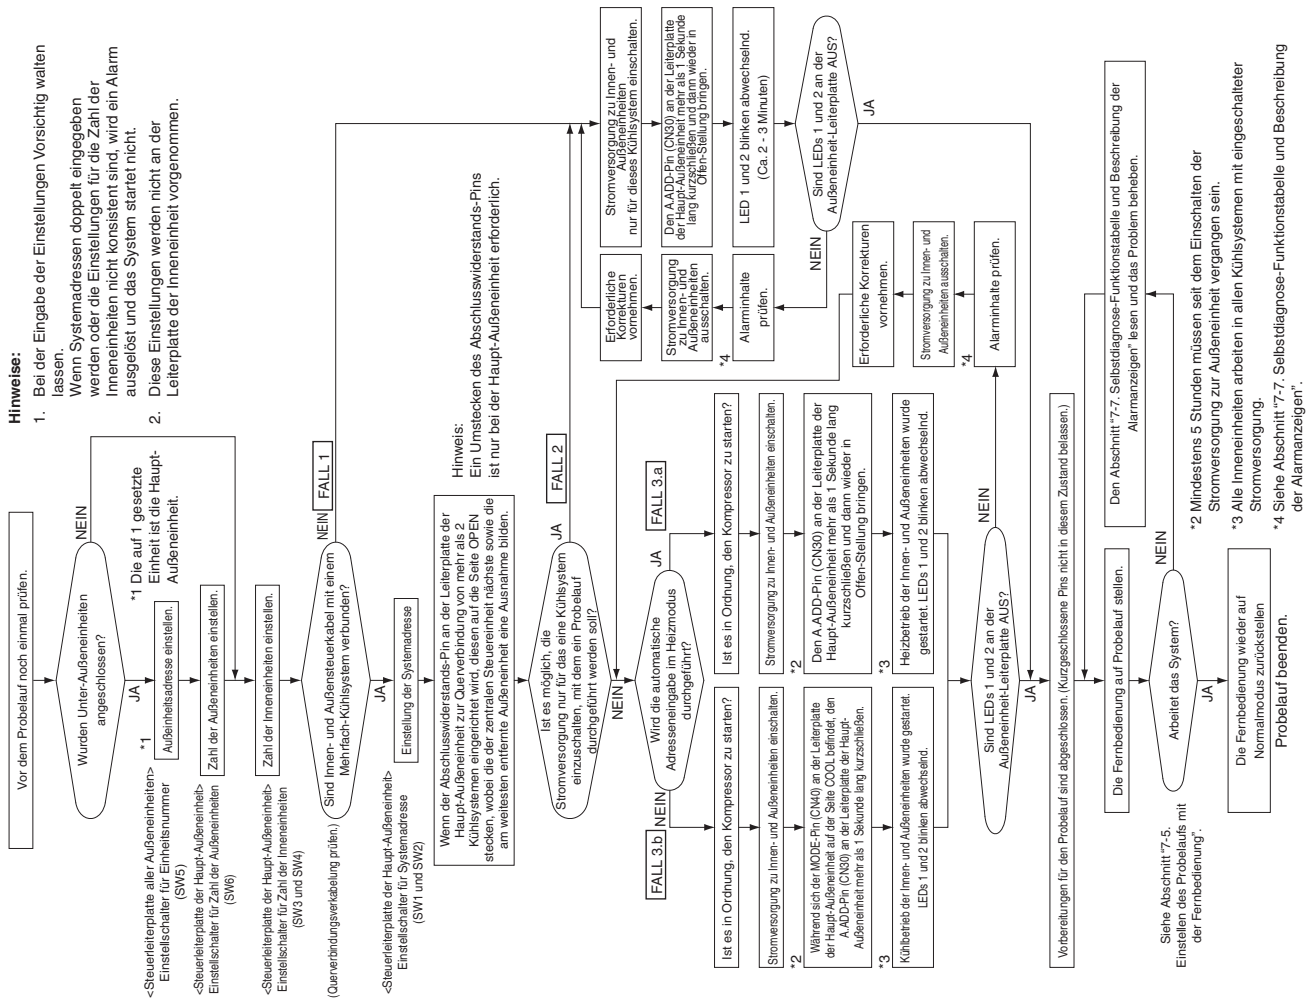 Hinweise:
1. Bei der Eingabe der Einstellungen Vorsichtig walten
lassen.
Wenn Systemadressen doppelt eingegeben
werden oder die Einstellungen für die Zahl der
Inneneinheiten nicht konsistent sind, wird ein Alarm
ausgelöst und das System startet nicht.
2. Diese Einstellungen werden nicht an der
Leiterplatte der Inneneinheit vorgenommen.
Vor dem Probelauf noch einmal prüfen.
Wurden Unter-Außeneinheiten
angeschlossen?
NEIN
JA
*1 Die auf 1 gesetzte
Einheit ist die Haupt-
Außeneinheit.
<Steuerleiterplatte aller Außeneinheiten>
Einstellschalter für Einheitsnummer
(SW5)
*1
Außeinheitsadresse einstellen.
<Steuerleiterplatte der Haupt-Außeneinheit>
Einstellschalter für Zahl der Außeneinheiten
(SW6)
Zahl der Außeneinheiten einstellen.
<Steuerleiterplatte der Haupt-Außeneinheit>
Einstellschalter für Zahl der Inneneinheiten
(SW3 und SW4)
Zahl der Inneneinheiten einstellen.
(Querverbindungsverkabelung prüfen.)
Sind Innen- und Außensteuerkabel mit einem
Mehrfach-Kühlsystem verbunden?
NEIN
FALL 1
JA
<Steuerleiterplatte der Haupt-Außeneinheit>
Einstellschalter für Systemadresse
(SW1 und SW2)
Einstellung der Systemadresse
Wenn der Abschlusswiderstands-Pin an der Leiterplatte der
Haupt-Außeneinheit zur Querverbindung von mehr als 2
Kühlsystemen eingerichtet wird, diesen auf die Seite OPEN
stecken, wobei die der zentralen Steuereinheit nächste sowie die
am weitesten entfernte Außeneinheit eine Ausnahme bilden.
Hinweis:
Ein Umstecken des Abschlusswiderstands-Pins
ist nur bei der Haupt-Außeneinheit erforderlich.
Ist es möglich, die
Stromversorgung nur für das eine Kühlsystem
einzuschalten, mit dem ein Probelauf
durchgeführt werden soll?
JA
FALL 2
NEIN
Stromversorgung zu Innen- und
Außeneinheiten
nur für dieses Kühlsystem einschalten.
Den A.ADD-Pin (CN30) an der Leiterplatte
der Haupt-Außeneinheit mehr als 1 Sekunde
lang kurzschließen und dann wieder in
Offen-Stellung bringen.
LED 1 und 2 blinken abwechselnd.
(Ca. 2 - 3 Minuten)
Sind LEDs 1 und 2 an der
Außeneinheit-Leiterplatte AUS?
JA
NEIN
Erforderliche
Korrekturen
vornehmen.
Stromversorgung
zu Innen- und
Außeneinheiten
ausschalten.
*4
Alarminhalte
prüfen.
Wird die automatische
Adresseneingabe im Heizmodus
durchgeführt?
JA
FALL 3.a
FALL 3.b
NEIN
Ist es in Ordnung, den Kompressor zu starten?
Stromversorgung zu Innen- und Außeneinheiten einschalten.
*2
Den A.ADD-Pin (CN30) an der Leiterplatte der
Haupt-Außeneinheit mehr als 1 Sekunde lang
kurzschließen und dann wieder in
Offen-Stellung bringen.
*3
Heizbetrieb der Innen- und Außeneinheiten wurde
gestartet. LEDs 1 und 2 blinken abwechselnd.
Ist es in Ordnung, den Kompressor zu starten?
Stromversorgung zu Innen- und Außeneinheiten einschalten.
*2
Während sich der MODE-Pin (CN40) an der Leiterplatte
der Haupt-Außeneinheit auf der Seite COOL befindet, den
A.ADD-Pin (CN30) an der Leiterplatte der Haupt-
Außeneinheit mehr als 1 Sekunde lang kurzschließen.
*3
Kühlbetrieb der Innen- und Außeneinheiten wurde gestartet.
LEDs 1 und 2 blinken abwechselnd.
Erforderliche Korrekturen
vornehmen.
Stromversorgung zu Innen- und
Außeneinheiten ausschalten.
*4
Alarminhalte prüfen.
Sind LEDs 1 und 2 an der
Außeneinheit-Leiterplatte AUS?
NEIN
JA
Vorbereitungen für den Probelauf sind abgeschlossen. (Kurzgeschlossene Pins nicht in diesem Zustand belassen.)
Die Fernbedienung auf Probelauf stellen.
Den Abschnitt "7-7. Selbstdiagnose-Funktionstabelle und Beschreibung der
Alarmanzeigen" lesen und das Problem beheben.
Siehe Abschnitt "7-5.
Einstellen des Probelaufs mit
der Fernbedienung".
Arbeitet das System?
NEIN
JA
Die Fernbedienung wieder auf
Normalmodus zurückstellen
Probelauf beenden.
*2 Mindestens 5 Stunden müssen seit dem Einschalten der
Stromversorgung zur Außeneinheit vergangen sein.
*3 Alle Inneneinheiten arbeiten in allen Kühlsystemen mit eingeschalteter
Stromversorgung.
*4 Siehe Abschnitt "7-7. Selbstdiagnose-Funktionstabelle und Beschreibung
der Alarmanzeigen".